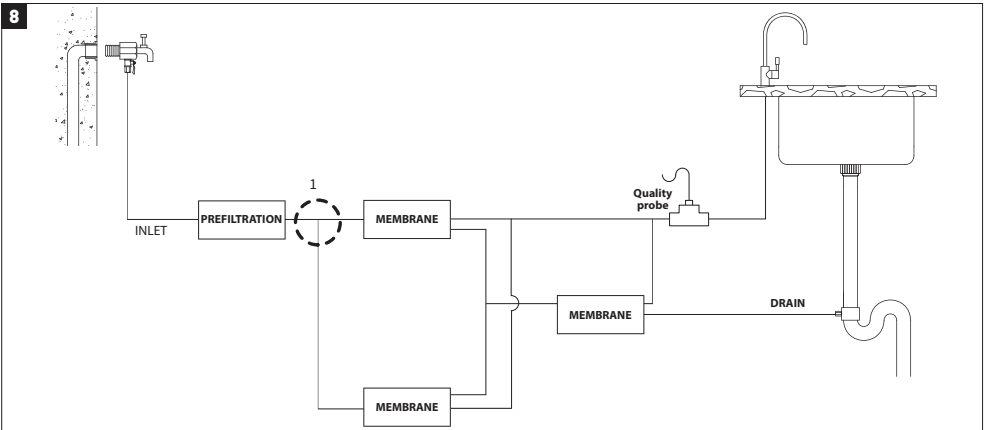 8
1
Quality
probe
PREFILTRATION
MEMBRANE
INLET
DRAIN
MEMBRANE
MEMBRANE